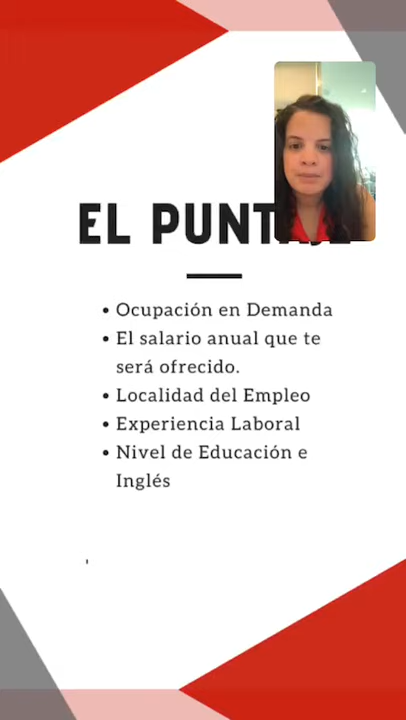 EL PUNT
• Ocupación en Demanda
• El salario anual que te
será ofrecido.
• Localidad del Empleo
• Experiencia Laboral
• Nivel de Educación e
Inglés